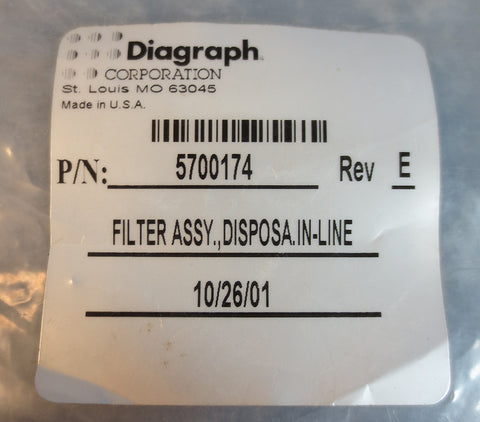 Diagraph
CORPORATION
St. Louis MO 63045
Made in U.S.A.
P/N: 5700174 Rev E
FILTER ASSY.,DISPOSA.IN-LINE
10/26/01